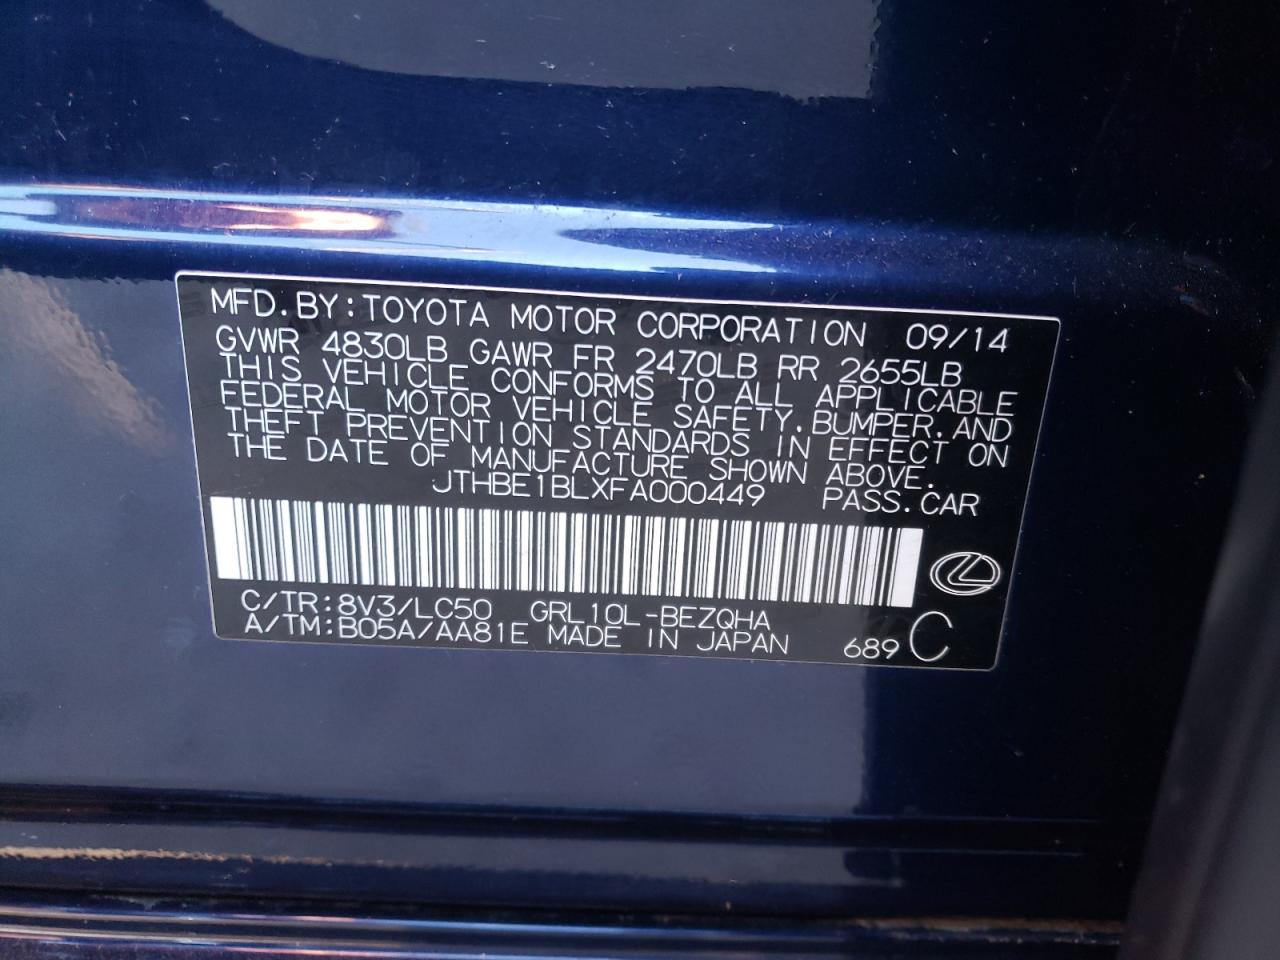 MFD. BY: TOYOTA MOTOR CORPORATION 09/14
GVWR 4830LB GAWR FR 2470LB RR 2655LB
THIS VEHICLE CONFORMS TO ALL APPLICABLE
FEDERAL MOTOR VEHICLE SAFETY, BUMPER, AND
THEFT PREVENTION STANDARDS IN EFFECT ON
THE DATE OF MANUFACTURE SHOWN ABOVE.
JTHBE1BLXFA000449 PASS. CAR
C/TR: 8V3/LC50 GRL10L-BEZQHA
A/TM: B05A/AA81E MADE IN JAPAN 689 C